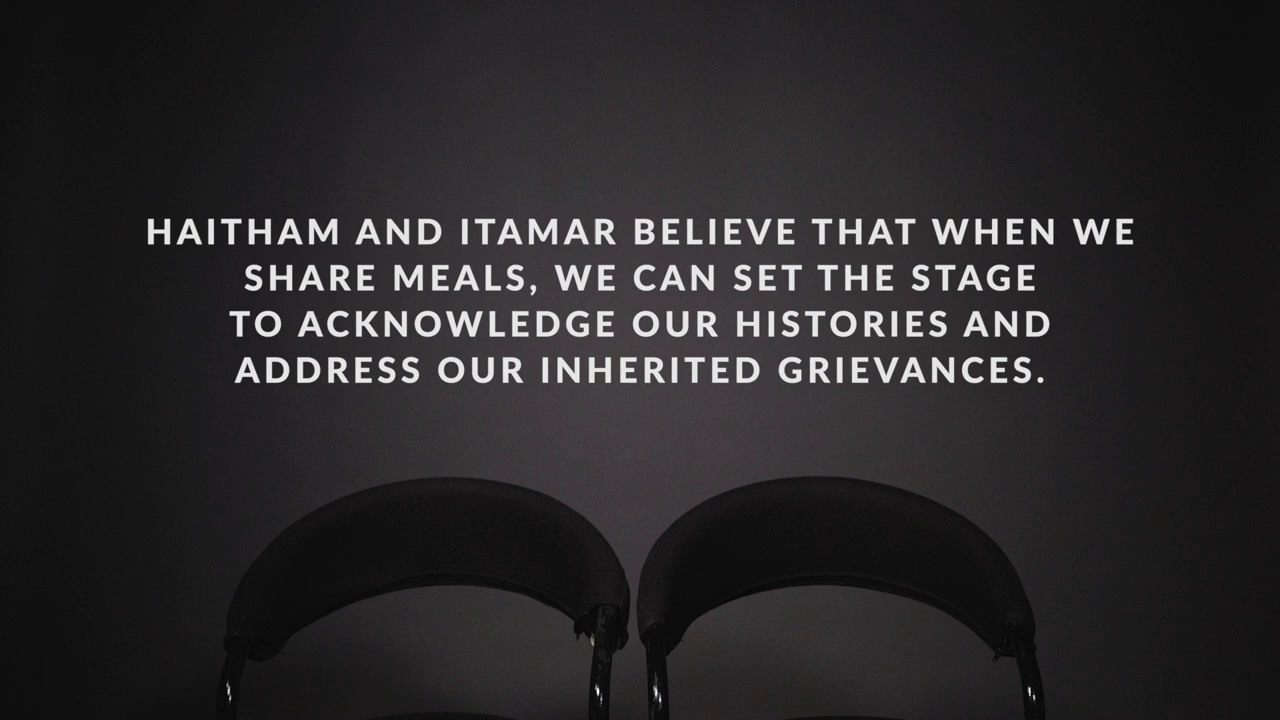 HAITHAM AND ITAMAR BELIEVE THAT WHEN WE
SHARE MEALS, WE CAN SET THE STAGE
TO ACKNOWLEDGE OUR HISTORIES AND
ADDRESS OUR INHERITED GRIEVANCES.